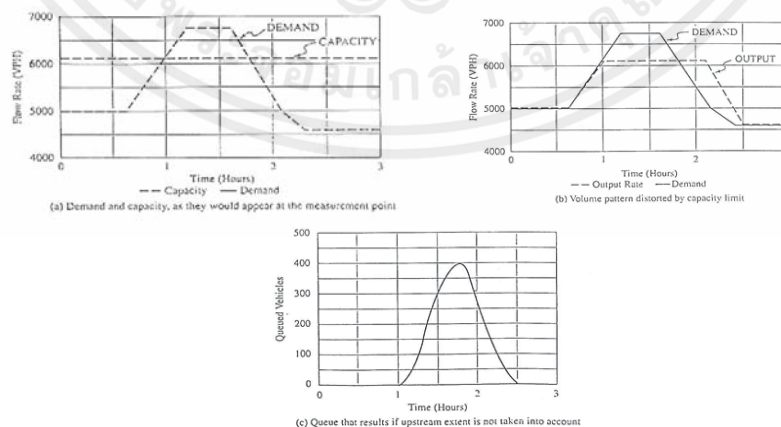 7000
6000
5000
4000
Flow Rate (VPH)
DEMAND
CAPACITY
0 1 2 3
Time (Hours)
Capacity Demand
(a) Demand and capacity, as they would appear at the measurement point
7000
6000
5000
4000
Flow Rate (VPH)
DEMAND
OUTPUT
0 1 2
Time (Hours)
Output Rate Demand
(b) Volume pattern distorted by capacity limit
500
400
300
200
100
0
Queued Vehicles
0 1 2 3
Time (Hours)
(c) Queue that results if upstream extent is not taken into account